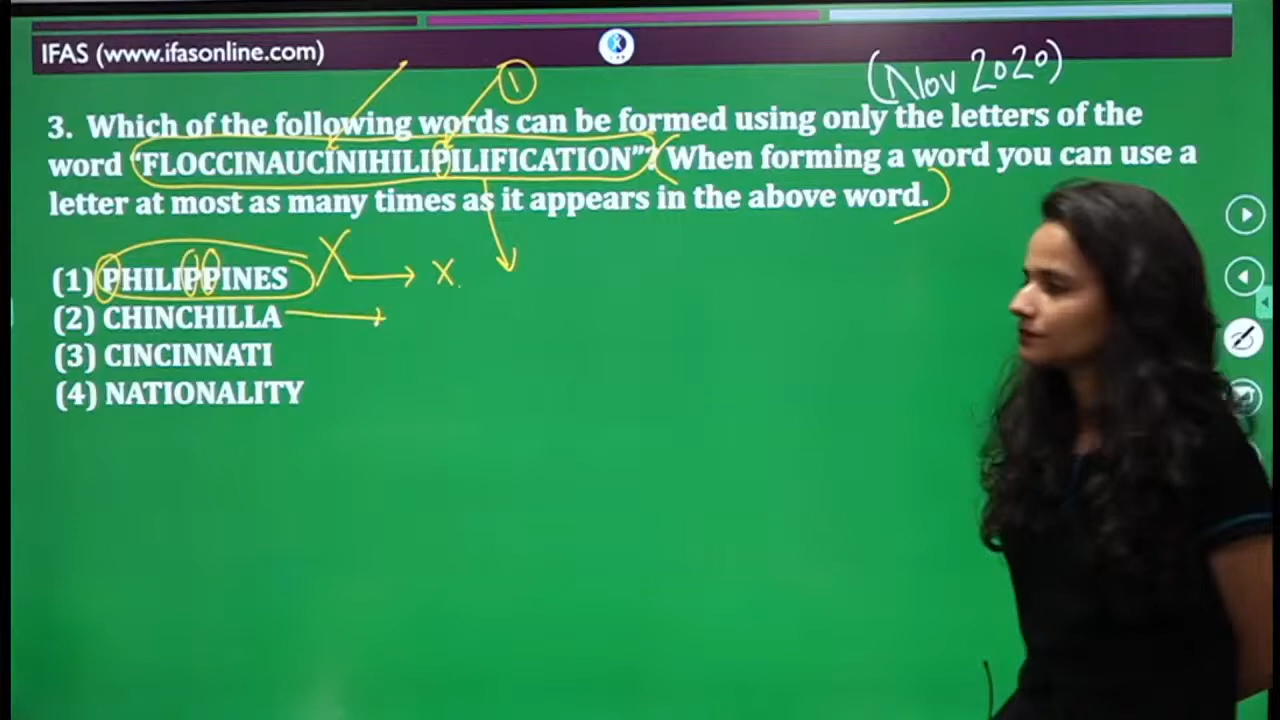 IFAS (www.ifasonline.com)
(Nov 2020)
1
3. Which of the following words can be formed using only the letters of the
word ‘FLOCCINAUCINIHILIPILIFICATION”? When forming a word you can use a
letter at most as many times as it appears in the above word.
(1) PHILIPPINES X → x
(2) CHINCHILLA →
(3) CINCINNATI
(4) NATIONALITY